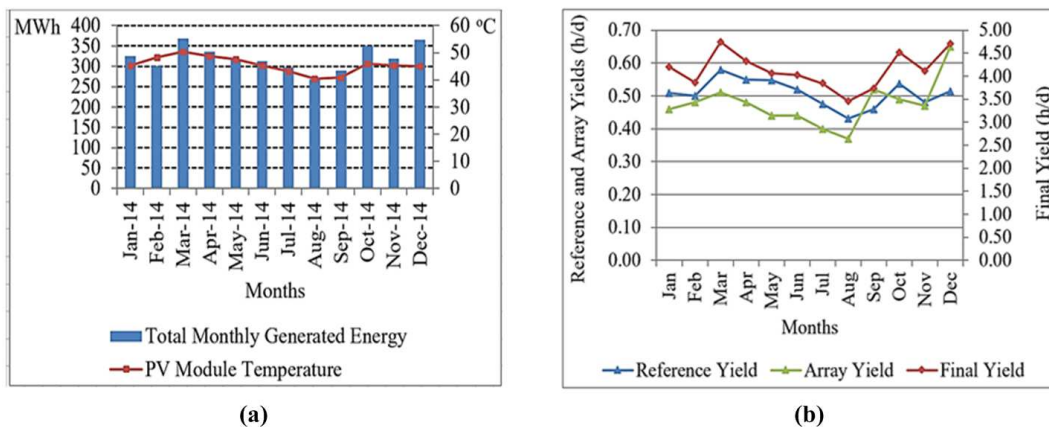 MWh
°C
400
350
300
250
200
150
100
50
0
60
50
40
30
20
10
0
Jan-14
Feb-14
Mar-14
Apr-14
May-14
Jun-14
Jul-14
Aug-14
Sep-14
Oct-14
Nov-14
Dec-14
Months
Total Monthly Generated Energy
PV Module Temperature
(a)
Reference and Array Yields (h/d)
0.70
0.60
0.50
0.40
0.30
0.20
0.10
0.00
5.00
4.50
4.00
3.50
3.00
2.50
2.00
1.50
1.00
0.50
0.00
Final Yield (h/d)
Jan
Feb
Mar
Apr
May
Jun
Jul
Aug
Sep
Oct
Nov
Dec
Months
Reference Yield
Array Yield
Final Yield
(b)